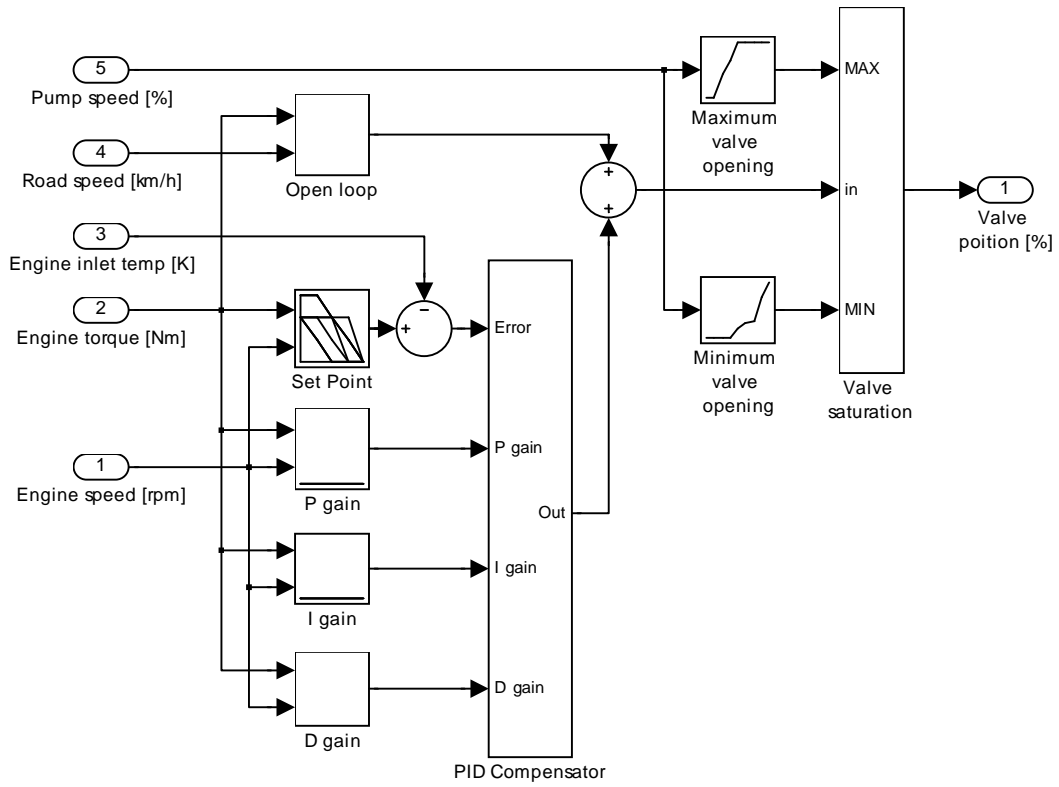 5
Pump speed [%]
4
Road speed [km/h]
3
Engine inlet temp [K]
2
Engine torque [Nm]
1
Engine speed [rpm]
Open loop
Set Point
P gain
I gain
D gain
+
−
Error
P gain
I gain
D gain
Out
PID Compensator
+
+
Maximum
valve
opening
Minimum
valve
opening
MAX
in
MIN
Valve
saturation
1
Valve
poition [%]